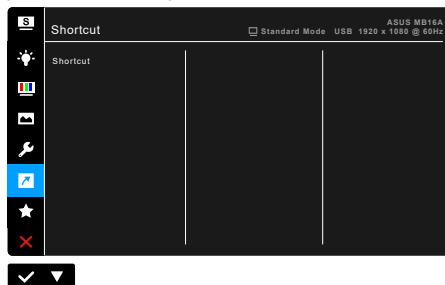 S
ASUS MB16A
Shortcut
Standard Mode USB 1920 x 1080 @ 60Hz
Shortcut